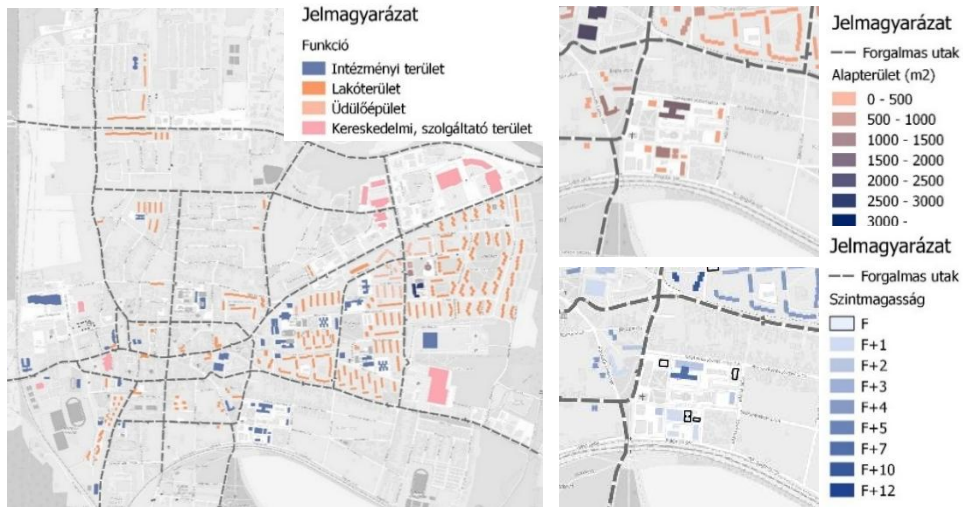 Jelmagyarázat
Funkció
Intézményi terület
Lakóterület
Üdülőépület
Kereskedelmi, szolgáltató terület
Jelmagyarázat
Forgalmas utak
Alapterület (m2)
0 - 500
500 - 1000
1000 - 1500
1500 - 2000
2000 - 2500
2500 - 3000
3000 -
Jelmagyarázat
Forgalmas utak
Szintmagasság
F
F+1
F+2
F+3
F+4
F+5
F+7
F+10
F+12